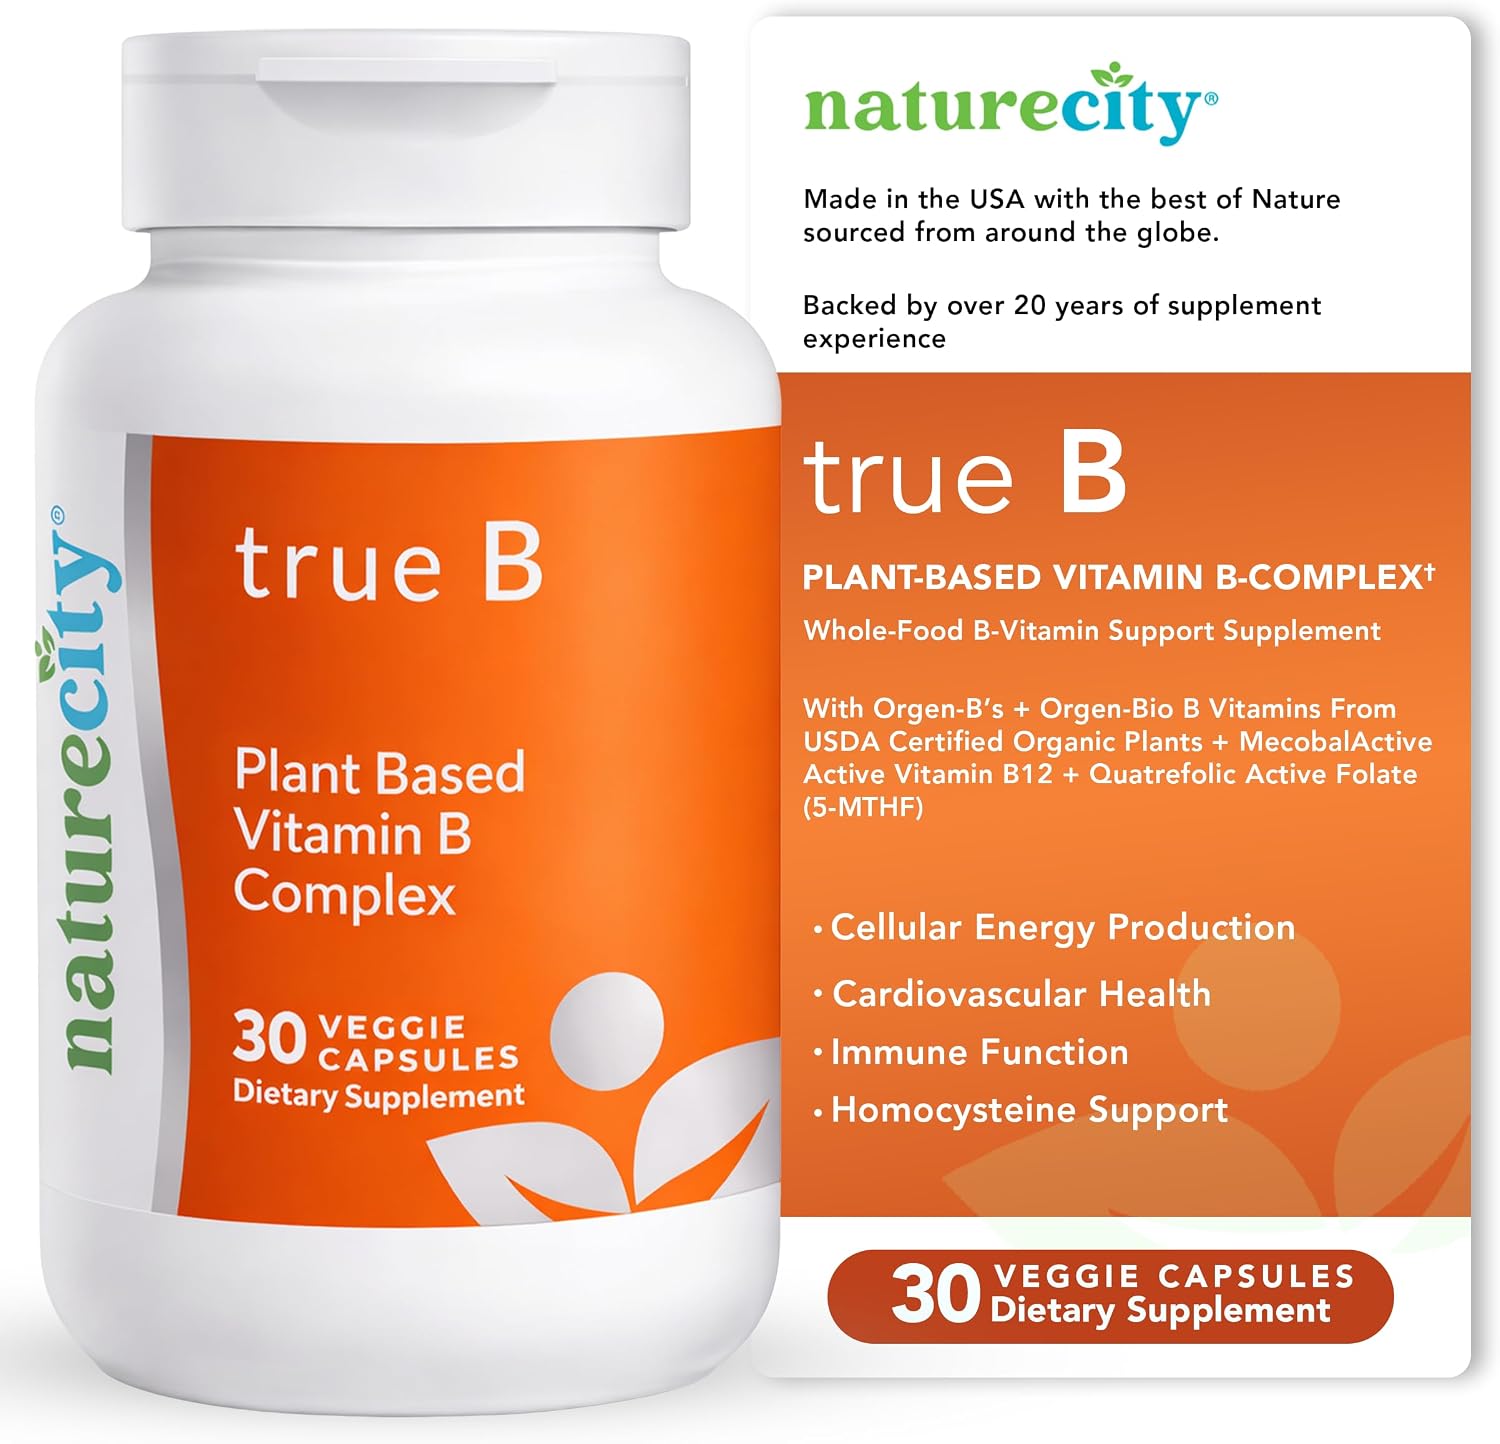 naturecity®
true B
Plant Based
Vitamin B
Complex
30 VEGGIE
CAPSULES
Dietary Supplement
naturecity®
Made in the USA with the best of Nature
sourced from around the globe.
Backed by over 20 years of supplement
experience
true B
PLANT-BASED VITAMIN B-COMPLEX†
Whole-Food B-Vitamin Support Supplement
With Orgen-B's + Orgen-Bio B Vitamins From
USDA Certified Organic Plants + MecobalActive
Active Vitamin B12 + Quatrefolic Active Folate
(5-MTHF)
• Cellular Energy Production
• Cardiovascular Health
• Immune Function
• Homocysteine Support
30 VEGGIE CAPSULES
Dietary Supplement